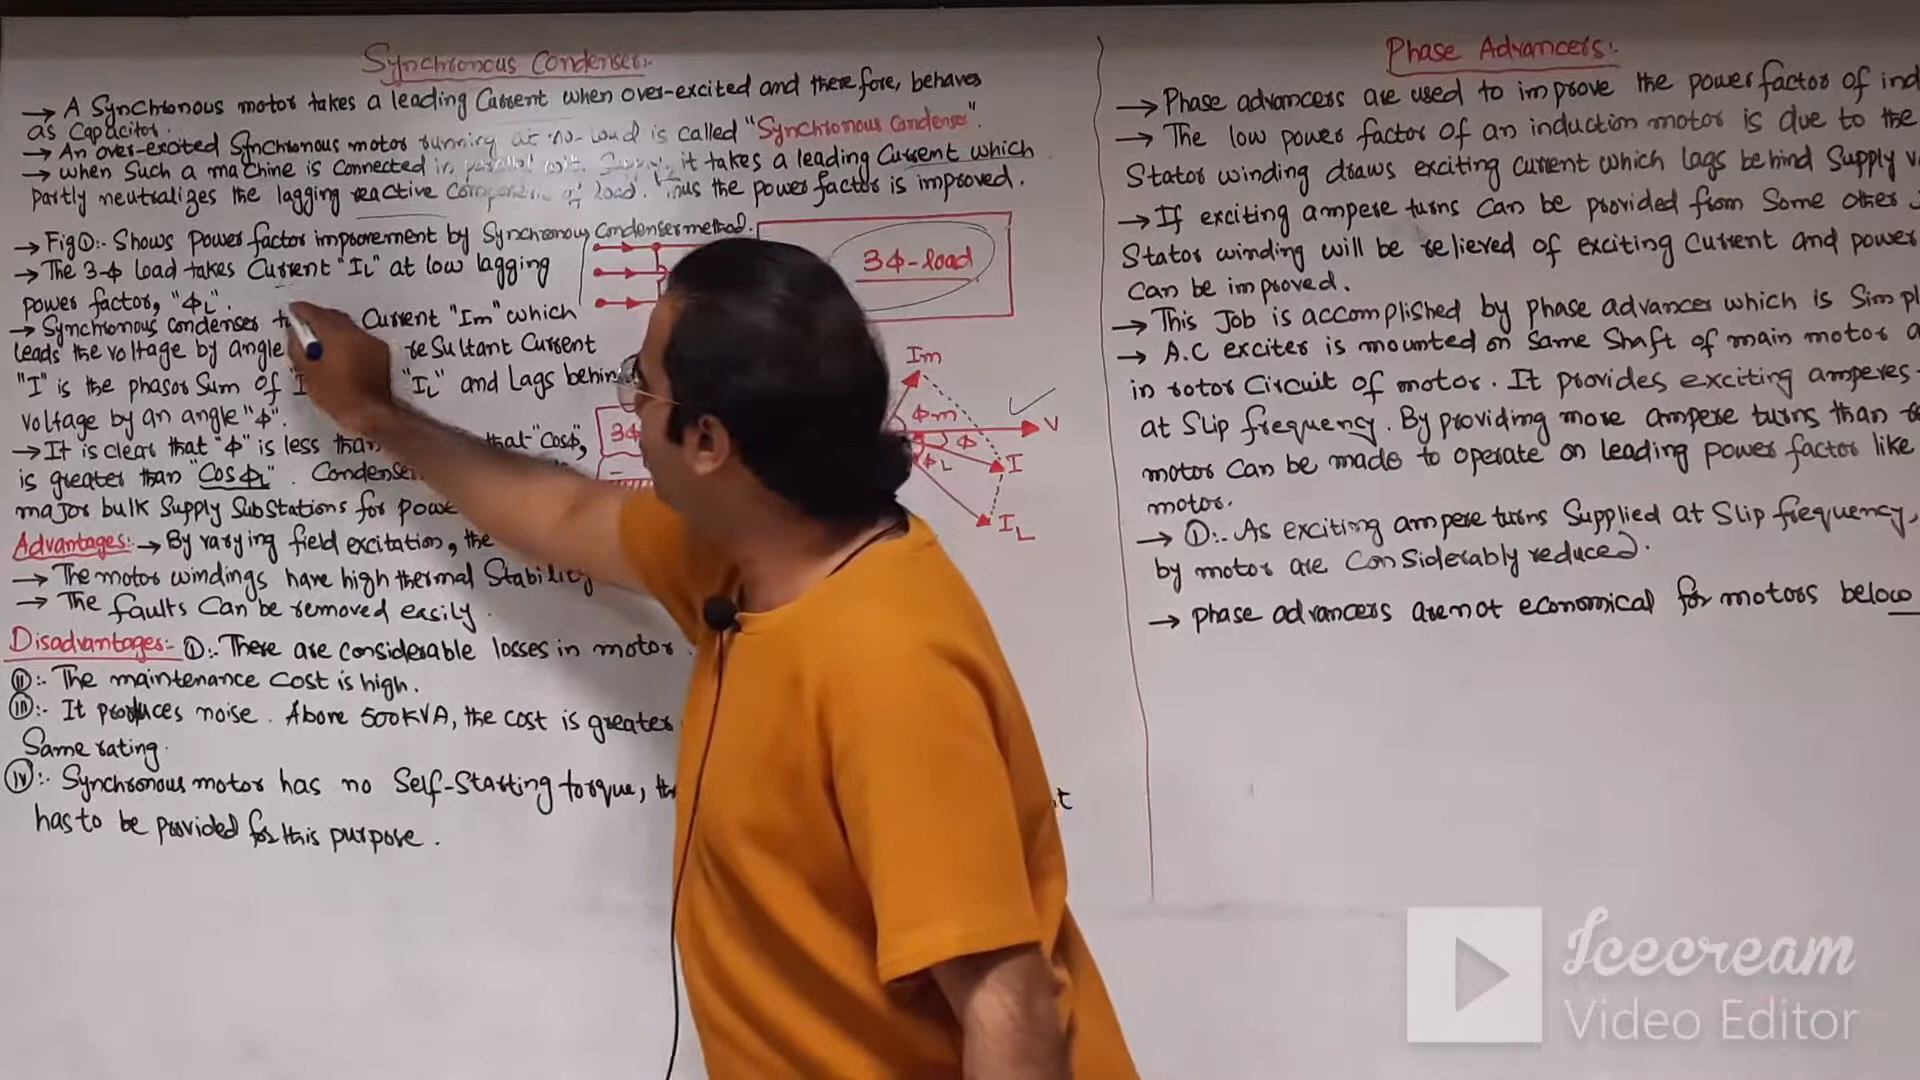 Synchronous Condenser:-
→ A Synchronous motor takes a leading Current when over-excited and therefore, behaves
as Capacitor.
→ An over-excited Synchronous motor running at no-load is called "Synchronous Condenser".
→ when Such a machine is Connected in parallel with Supply, it takes a leading Current which
partly neutralizes the lagging reactive Component of load. Thus the power factor is improved.
→ Fig①:- Shows Power factor improvement by Synchronous Condenser method.
→ The 3-ϕ load takes Current "IL" at low lagging
power factor, "ϕL".
→ Synchronous condenser Current "Im" which
leads the voltage by angle resultant Current
"I" is the phasor Sum of "I "IL" and Lags behind
voltage by an angle "ϕ".
→ It is clear that "ϕ" is less than that "cosϕ",
is greater than "CosϕL". Condenser
major bulk Supply Substations for
Advantages:- → By varying field excitation, the
→ The motor windings have high thermal Stability
→ The faults Can be removed easily.
Disadvantages:- ①:- There are considerable losses in motor.
②:- The maintenance Cost is high.
③:- It produces noise. Above 500KVA, the cost is greater
Same rating.
④:- Synchronous motor has no Self-Starting torque,
has to be provided for this purpose.
3ϕ-load
3ϕ
Im
ϕm
V
ϕ
ϕL
I
IL
Phase Advancers:-
→ Phase advancers are used to improve the power factor of
→ The low power factor of an induction motor is due to the
Stator winding draws exciting current which lags behind Supply
→ If exciting ampere turns Can be provided from Some other
Stator winding will be relieved of exciting Current and power
Can be improved.
→ This Job is accomplished by phase advancer which is
→ A.C exciter is mounted on Same Shaft of main motor
in rotor Circuit of motor. It provides exciting amperes-
at Slip frequency. By providing more ampere turns than
motor Can be made to operate on leading power factor like
motor.
→ ①:- As exciting ampere turns Supplied at Slip frequency,
by motor are Considerably reduced.
→ phase advancers are not economical for motors below
Icecream
Video Editor